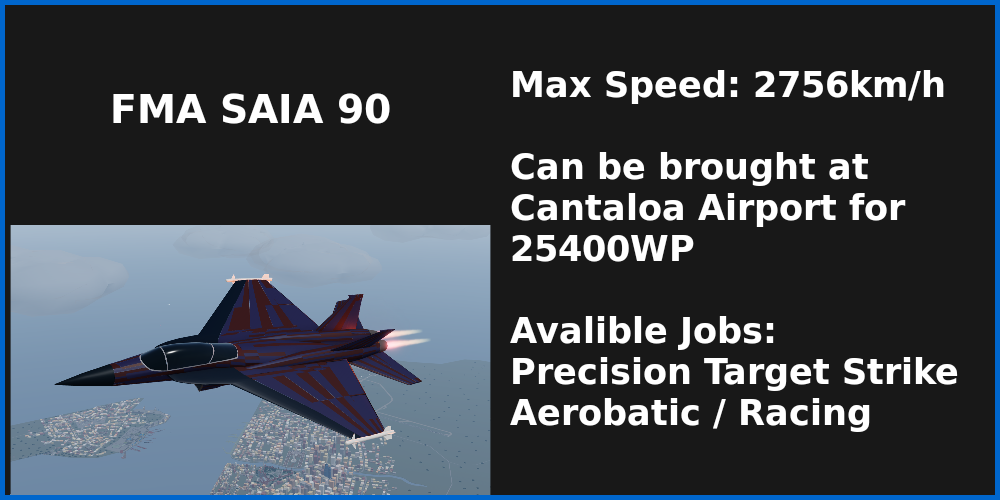 FMA SAIA 90
Max Speed: 2756km/h
Can be brought at
Cantaloa Airport for
25400WP
Avalible Jobs:
Precision Target Strike
Aerobatic / Racing